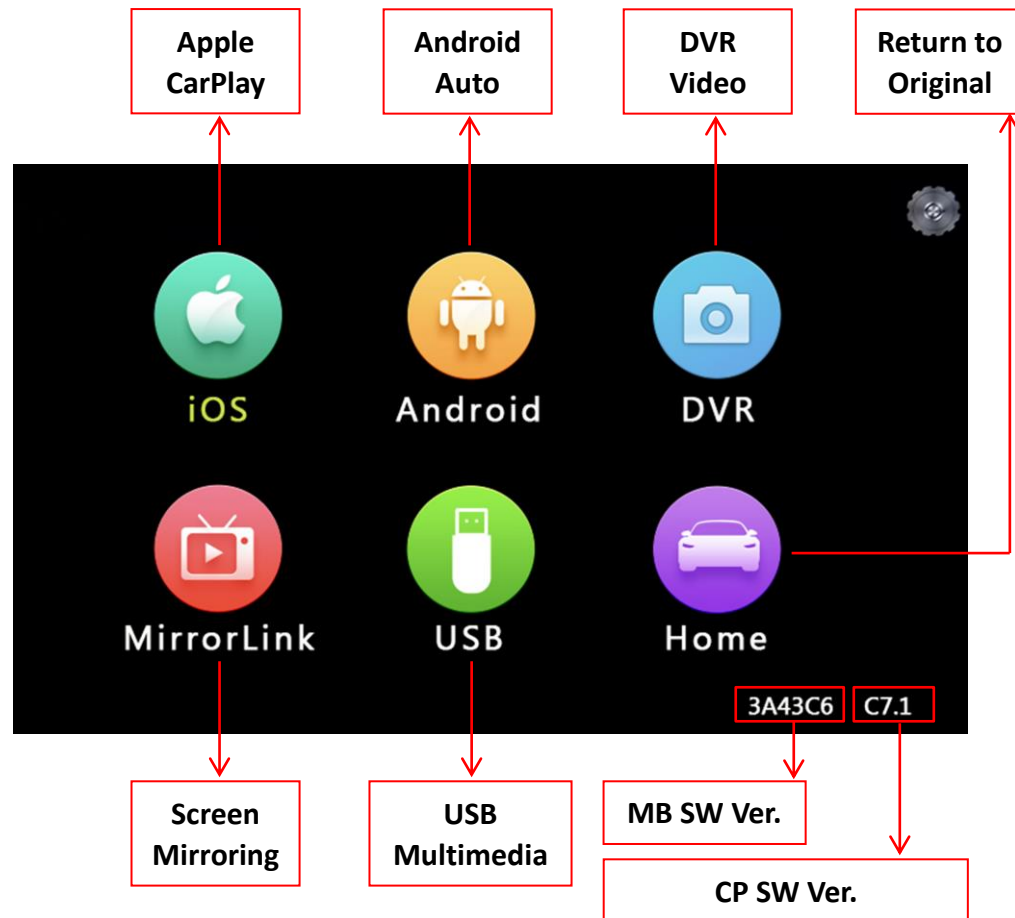 Apple
CarPlay
Android
Auto
DVR
Video
Return to
Original
iOS
Android
DVR
MirrorLink
USB
Home
3A43C6
C7.1
Screen
Mirroring
USB
Multimedia
MB SW Ver.
CP SW Ver.